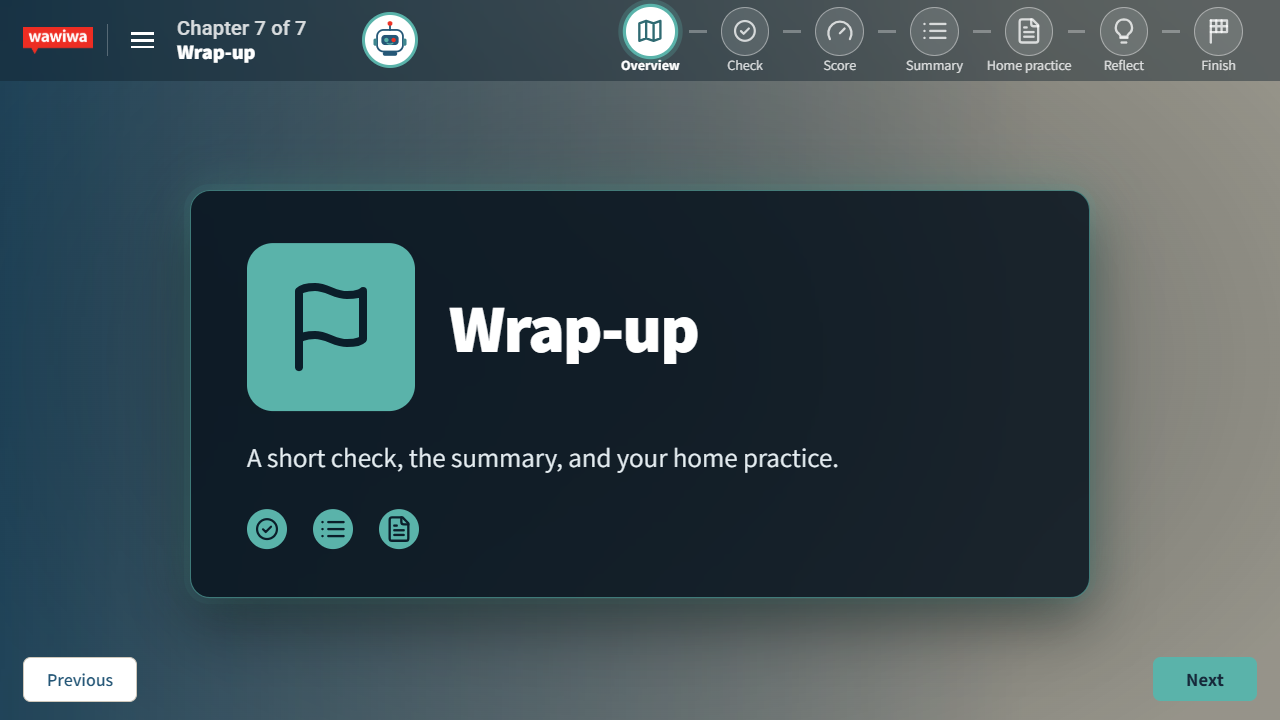 wawiwa
Chapter 7 of 7
Wrap-up
Overview
Check
Score
Summary
Home practice
Reflect
Finish
Wrap-up
A short check, the summary, and your home practice.
Previous
Next